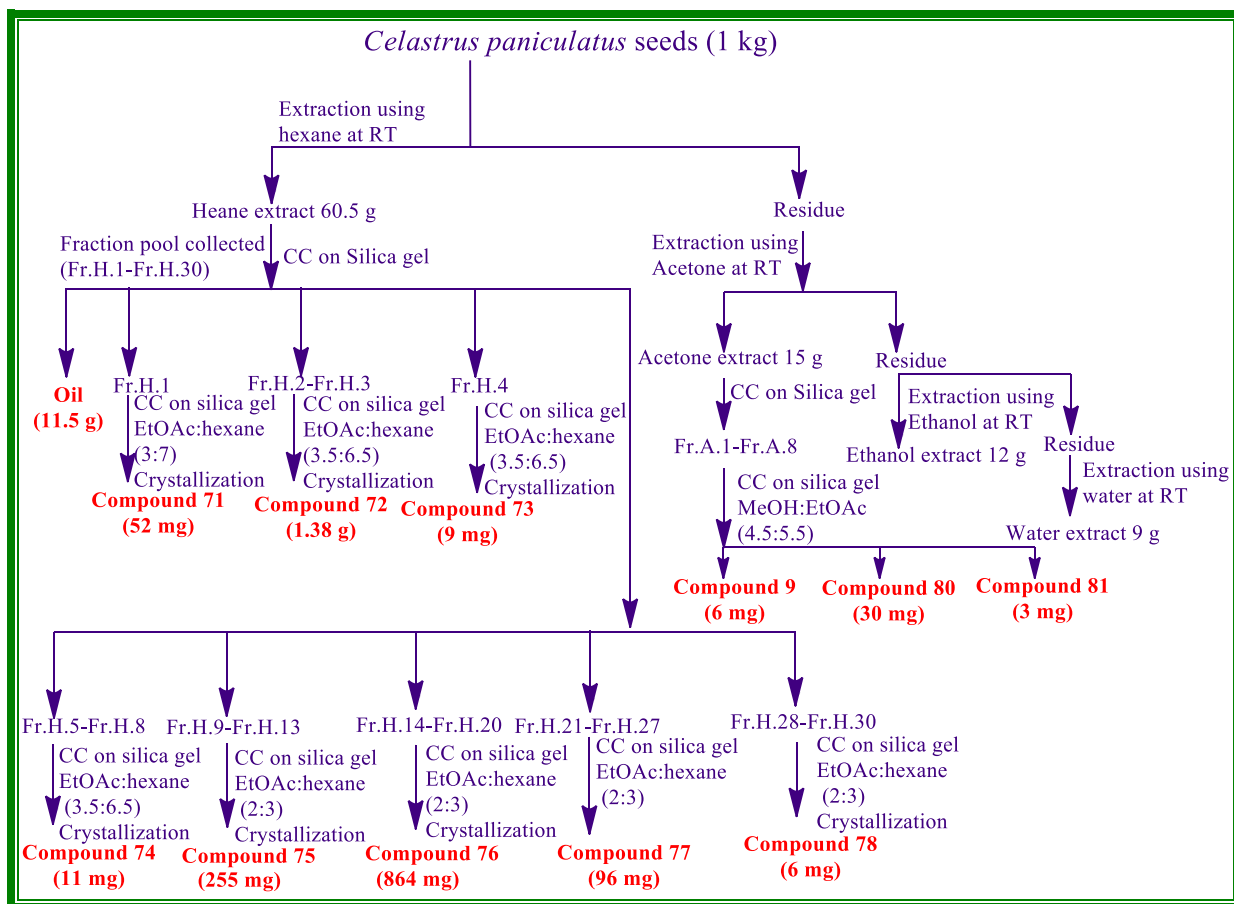 Celastrus paniculatus seeds (1 kg)
Extraction using
hexane at RT
Heane extract 60.5 g
Residue
Fraction pool collected
(Fr.H.1-Fr.H.30)
CC on Silica gel
Extraction using
Acetone at RT
Oil
(11.5 g)
Fr.H.1
CC on silica gel
EtOAc:hexane
(3:7)
Crystallization
Compound 71
(52 mg)
Fr.H.2-Fr.H.3
CC on silica gel
EtOAc:hexane
(3.5:6.5)
Crystallization
Compound 72
(1.38 g)
Fr.H.4
CC on silica gel
EtOAc:hexane
(3.5:6.5)
Crystallization
Compound 73
(9 mg)
Acetone extract 15 g
CC on Silica gel
Fr.A.1-Fr.A.8
CC on silica gel
MeOH:EtOAc
(4.5:5.5)
Residue
Extraction using
Ethanol at RT
Ethanol extract 12 g
Residue
Extraction using
water at RT
Water extract 9 g
Compound 9
(6 mg)
Compound 80
(30 mg)
Compound 81
(3 mg)
Fr.H.5-Fr.H.8
CC on silica gel
EtOAc:hexane
(3.5:6.5)
Crystallization
Compound 74
(11 mg)
Fr.H.9-Fr.H.13
CC on silica gel
EtOAc:hexane
(2:3)
Crystallization
Compound 75
(255 mg)
Fr.H.14-Fr.H.20
CC on silica gel
EtOAc:hexane
(2:3)
Crystallization
Compound 76
(864 mg)
Fr.H.21-Fr.H.27
CC on silica gel
EtOAc:hexane
(2:3)
Compound 77
(96 mg)
Fr.H.28-Fr.H.30
CC on silica gel
EtOAc:hexane
(2:3)
Crystallization
Compound 78
(6 mg)